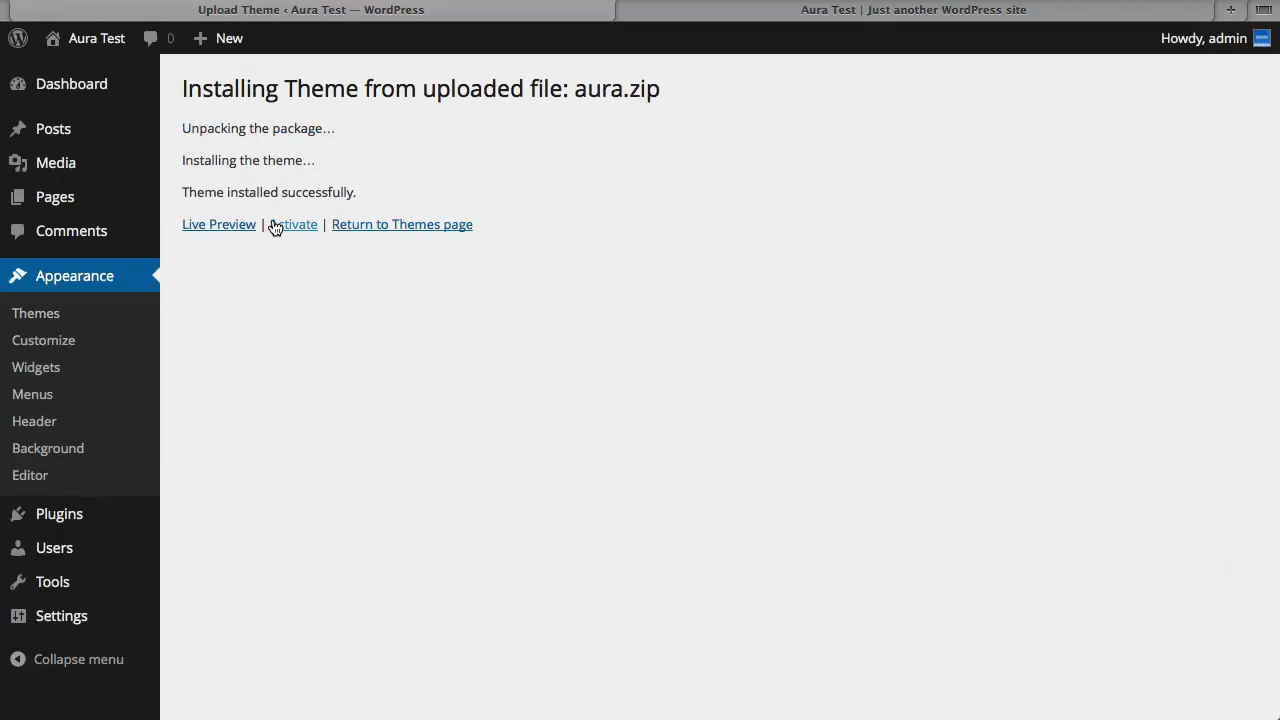 Upload Theme ‹ Aura Test — WordPress
Aura Test | Just another WordPress site
Aura Test
0
New
Howdy, admin
Dashboard
Posts
Media
Pages
Comments
Appearance
Themes
Customize
Widgets
Menus
Header
Background
Editor
Plugins
Users
Tools
Settings
Collapse menu
Installing Theme from uploaded file: aura.zip
Unpacking the package…
Installing the theme…
Theme installed successfully.
Live Preview | Activate | Return to Themes page